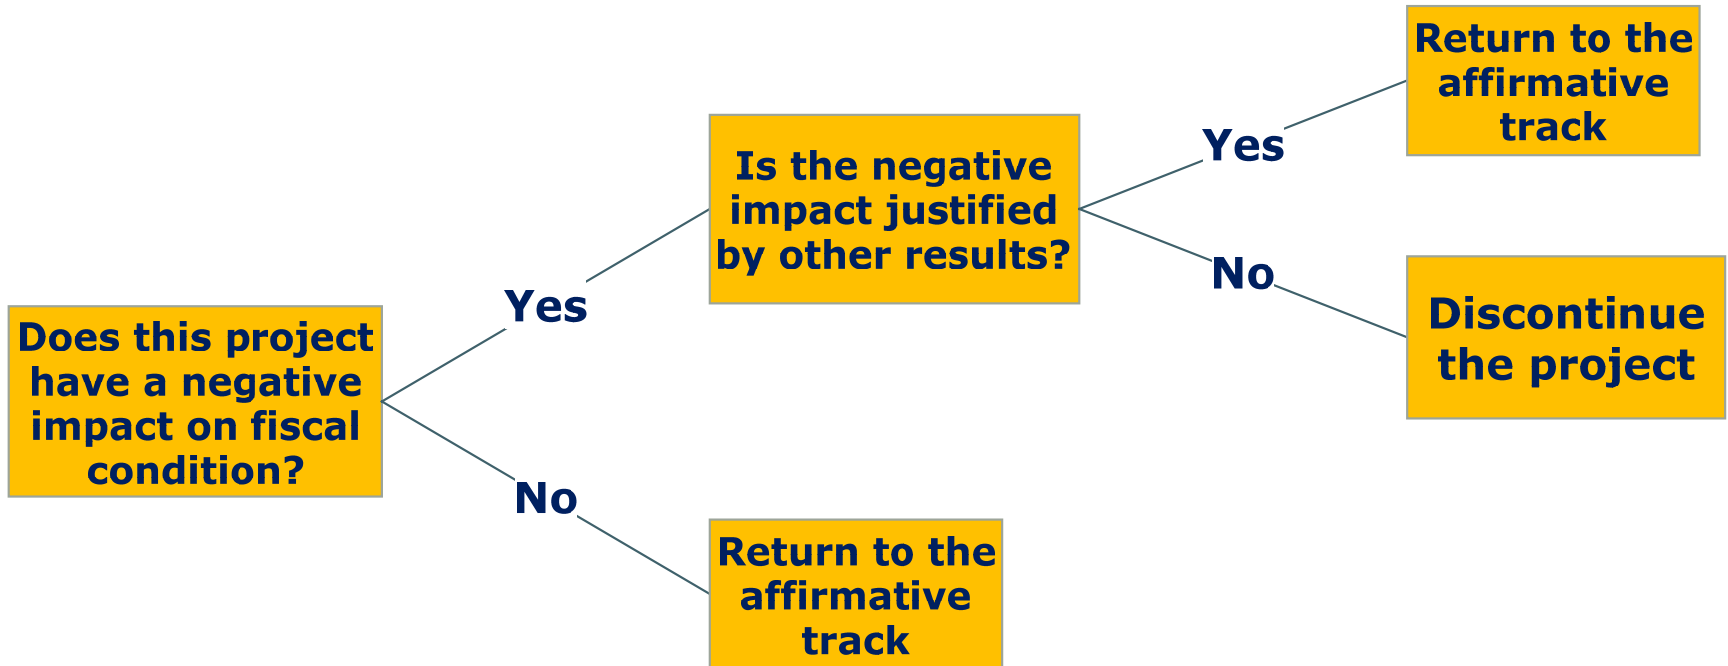 Does this project
have a negative
impact on fiscal
condition?
Yes
No
Is the negative
impact justified
by other results?
Yes
No
Return to the
affirmative
track
Discontinue
the project
Return to the
affirmative
track